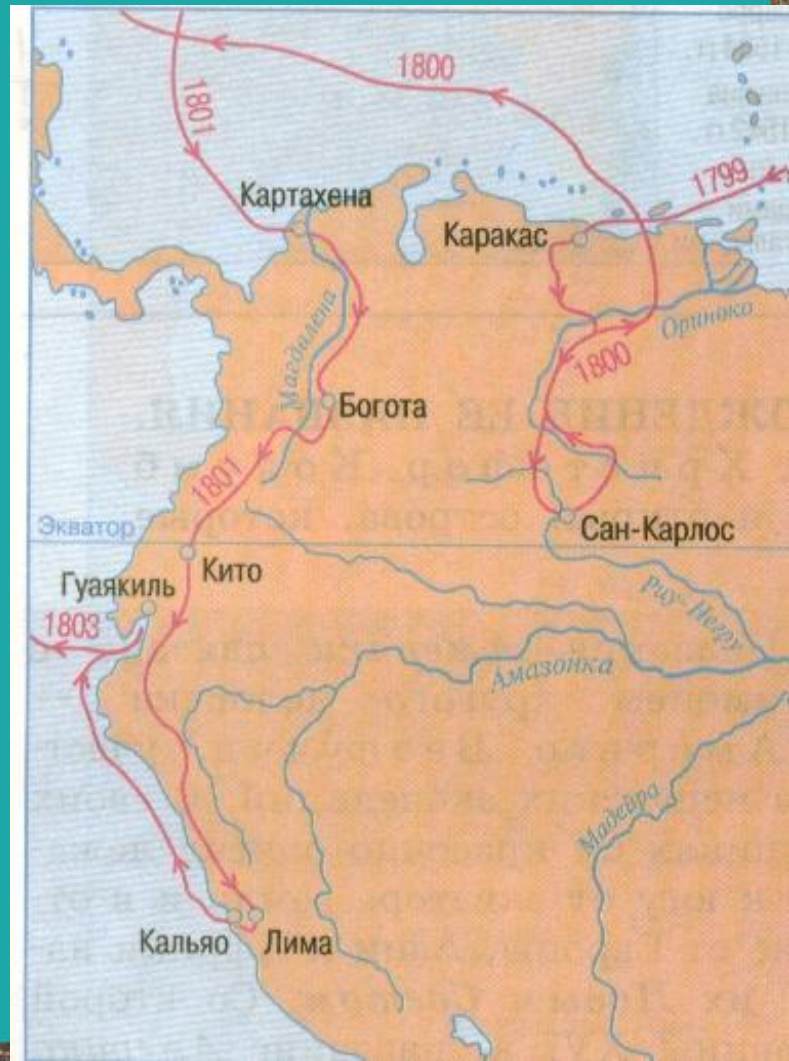 1800
1801
1799
Картахена
Каракас
Магдалена
Ориноко
1800
Богота
1801
Сан-Карлос
Экватор
Кито
Гуаякиль
Риу-Негру
1803
Амазонка
Мадейра
Кальяо
Лима